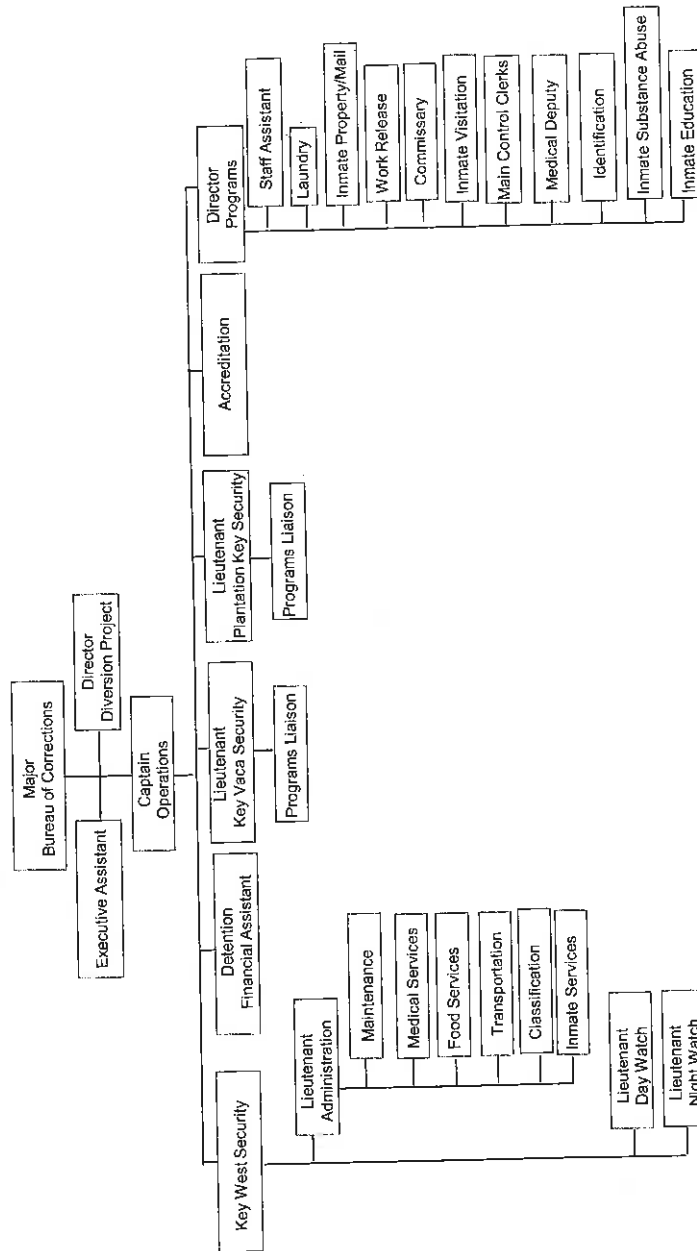 Major
Bureau of Corrections
Executive Assistant
Director
Diversion Project
Captain
Operations
Key West Security
Detention
Financial Assistant
Lieutenant
Key Vaca Security
Lieutenant
Plantation Key Security
Accreditation
Director
Programs
Lieutenant
Administration
Maintenance
Medical Services
Food Services
Transportation
Classification
Inmate Services
Lieutenant
Day Watch
Lieutenant
Night Watch
Programs Liaison
Programs Liaison
Staff Assistant
Laundry
Inmate Property/Mail
Work Release
Commissary
Inmate Visitation
Main Control Clerks
Medical Deputy
Identification
Inmate Substance Abuse
Inmate Education